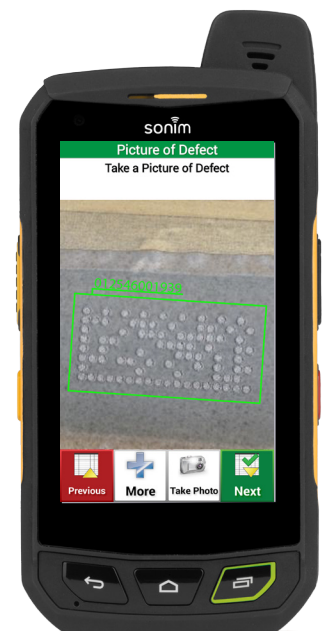 sonim
Picture of Defect
Take a Picture of Defect
Previous
More
Take Photo
Next